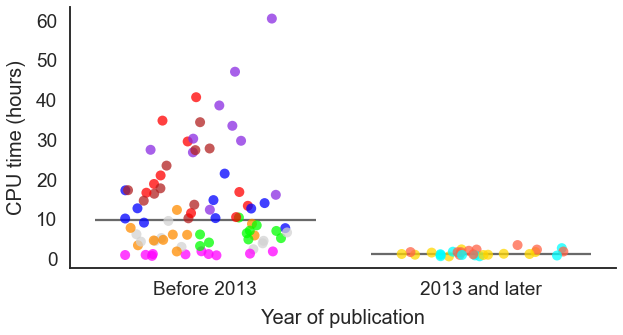 CPU time (hours)
60
50
40
30
20
10
0
Before 2013
2013 and later
Year of publication